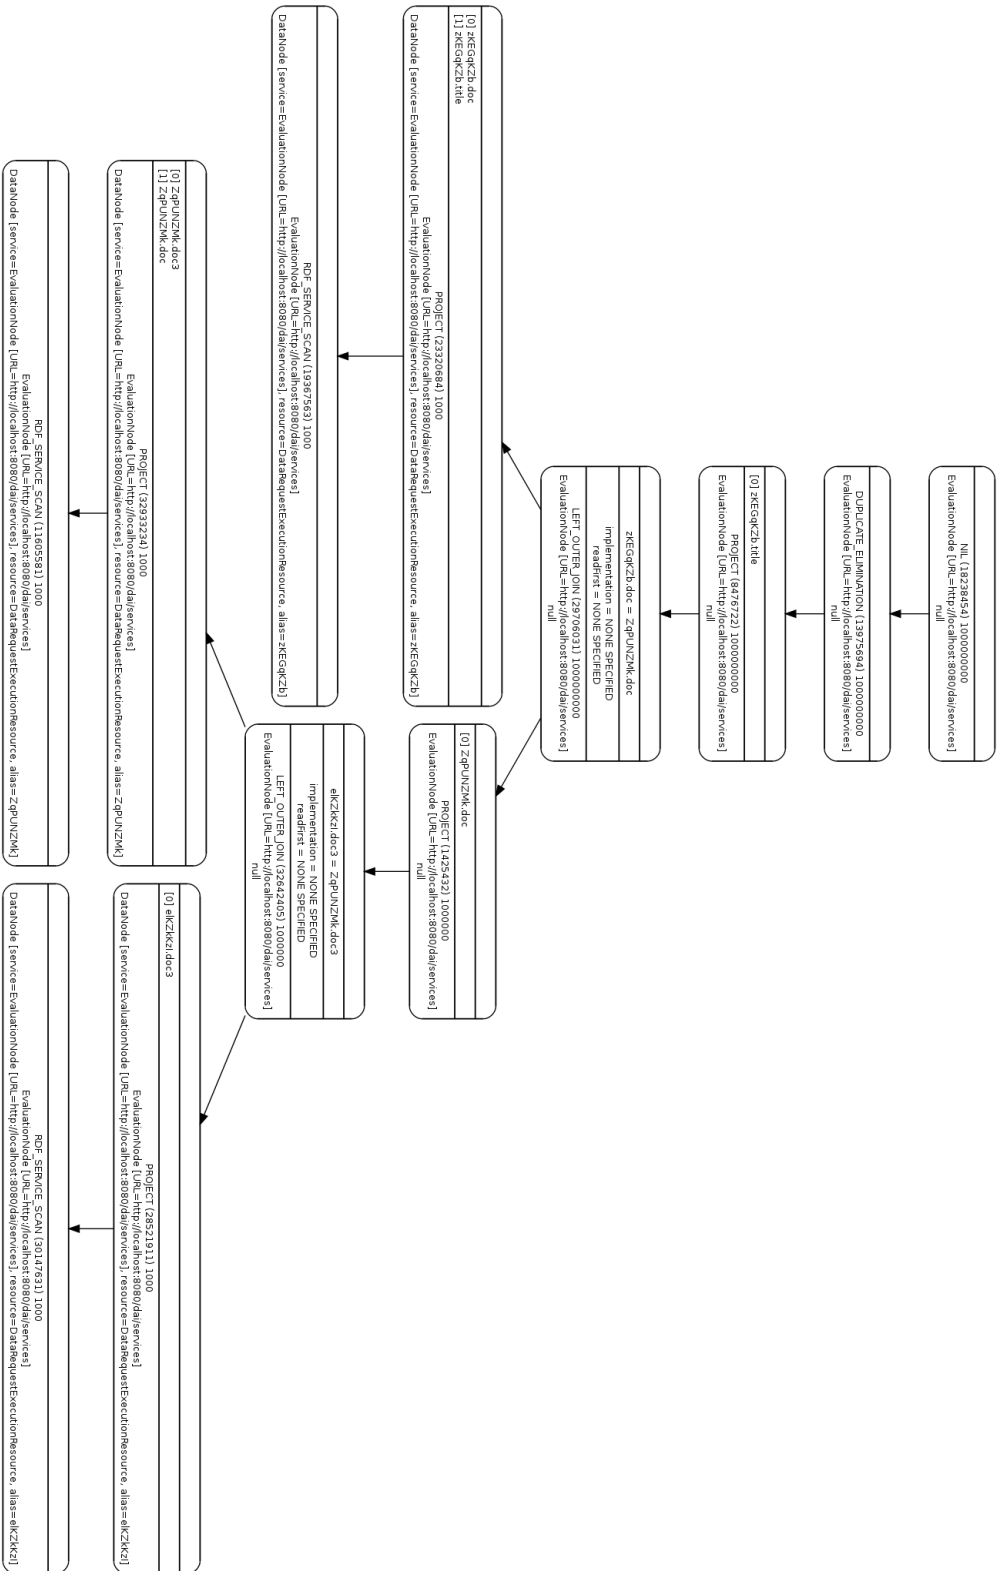 NIL (18238454) 1000000000
EvaluationNode [URL=http://localhost:8080/dai/services]
null
DUPLICATE_ELIMINATION (13975694) 1000000000
EvaluationNode [URL=http://localhost:8080/dai/services]
null
[0] zKEGqKZb.title
PROJECT (8476722) 1000000000
EvaluationNode [URL=http://localhost:8080/dai/services]
null
zKEGqKZb.doc = ZqPUNZMk.doc
implementation = NONE SPECIFIED
readFirst = NONE SPECIFIED
LEFT_OUTER_JOIN (29706031) 1000000000
EvaluationNode [URL=http://localhost:8080/dai/services]
null
[0] zKEGqKZb.doc
[1] zKEGqKZb.title
PROJECT (23320684) 1000
EvaluationNode [URL=http://localhost:8080/dai/services]
DataNode [service=EvaluationNode [URL=http://localhost:8080/dai/services], resource=DataRequestExecutionResource, alias=zKEGqKZb]
[0] ZqPUNZMk.doc
PROJECT (1425432) 1000000
EvaluationNode [URL=http://localhost:8080/dai/services]
null
RDF_SERVICE_SCAN (19367563) 1000
EvaluationNode [URL=http://localhost:8080/dai/services]
DataNode [service=EvaluationNode [URL=http://localhost:8080/dai/services], resource=DataRequestExecutionResource, alias=zKEGqKZb]
elKZkKzI.doc3 = ZqPUNZMk.doc3
implementation = NONE SPECIFIED
readFirst = NONE SPECIFIED
LEFT_OUTER_JOIN (32642405) 1000000
EvaluationNode [URL=http://localhost:8080/dai/services]
null
[0] ZqPUNZMk.doc3
[1] ZqPUNZMk.doc
PROJECT (32933234) 1000
EvaluationNode [URL=http://localhost:8080/dai/services]
DataNode [service=EvaluationNode [URL=http://localhost:8080/dai/services], resource=DataRequestExecutionResource, alias=ZqPUNZMk]
[0] elKZkKzI.doc3
PROJECT (28521911) 1000
EvaluationNode [URL=http://localhost:8080/dai/services]
DataNode [service=EvaluationNode [URL=http://localhost:8080/dai/services], resource=DataRequestExecutionResource, alias=elKZkKzI]
RDF_SERVICE_SCAN (11605581) 1000
EvaluationNode [URL=http://localhost:8080/dai/services]
DataNode [service=EvaluationNode [URL=http://localhost:8080/dai/services], resource=DataRequestExecutionResource, alias=ZqPUNZMk]
RDF_SERVICE_SCAN (30147631) 1000
EvaluationNode [URL=http://localhost:8080/dai/services]
DataNode [service=EvaluationNode [URL=http://localhost:8080/dai/services], resource=DataRequestExecutionResource, alias=elKZkKzI]